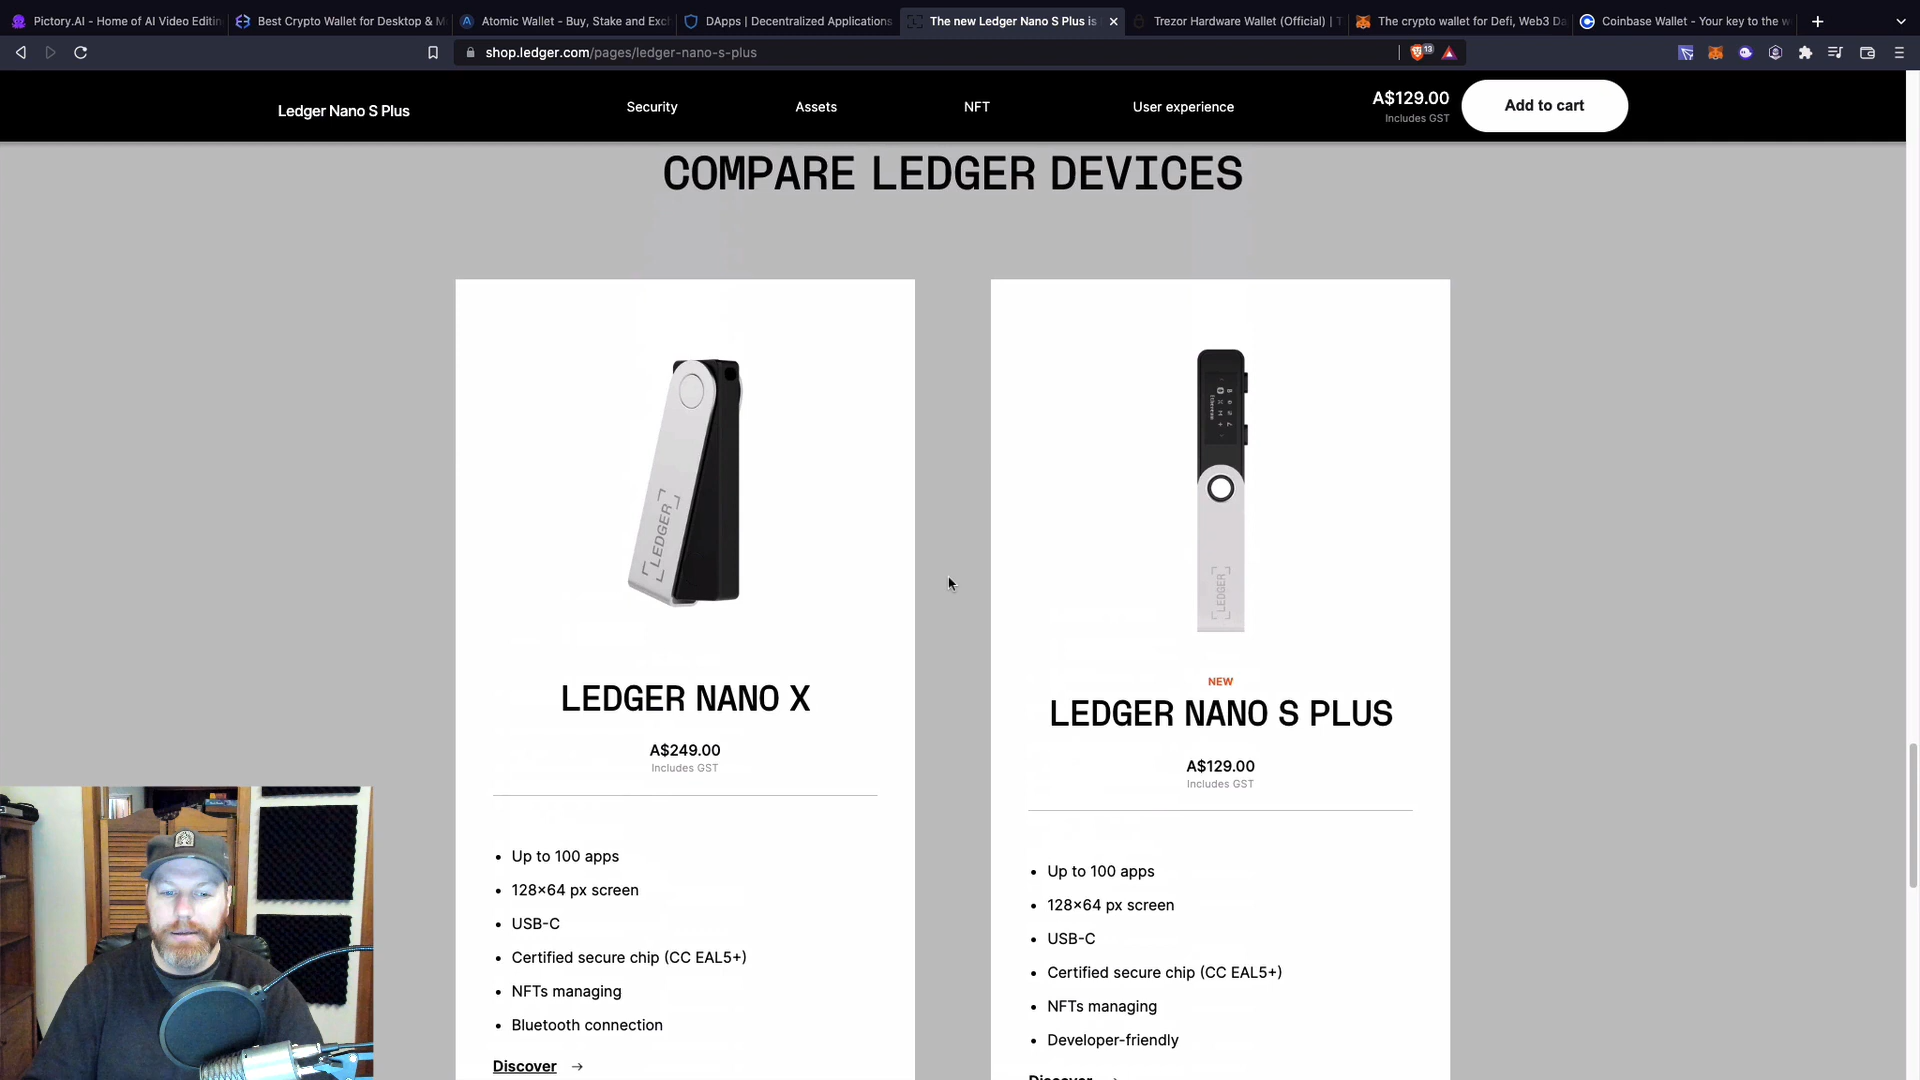 Pictory.AI - Home of AI Video Editin
Best Crypto Wallet for Desktop & M
Atomic Wallet - Buy, Stake and Exc
DApps | Decentralized Applications
The new Ledger Nano S Plus is
Trezor Hardware Wallet (Official) | T
The crypto wallet for Defi, Web3 Da
Coinbase Wallet - Your key to the w
shop.ledger.com/pages/ledger-nano-s-plus
13
Ledger Nano S Plus
Security
Assets
NFT
User experience
A$129.00
Includes GST
Add to cart
COMPARE LEDGER DEVICES
LEDGER
LEDGER
LEDGER NANO X
A$249.00
Includes GST
• Up to 100 apps
• 128×64 px screen
• USB-C
• Certified secure chip (CC EAL5+)
• NFTs managing
• Bluetooth connection
Discover →
NEW
LEDGER NANO S PLUS
A$129.00
Includes GST
• Up to 100 apps
• 128×64 px screen
• USB-C
• Certified secure chip (CC EAL5+)
• NFTs managing
• Developer-friendly
Discover